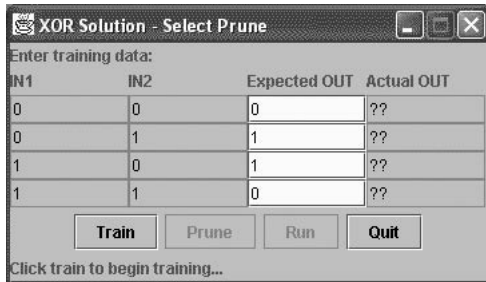 XOR Solution - Select Prune
Enter training data:
IN1 IN2 Expected OUT Actual OUT
0 0 0 ??
0 1 1 ??
1 0 1 ??
1 1 0 ??
Train Prune Run Quit
Click train to begin training...